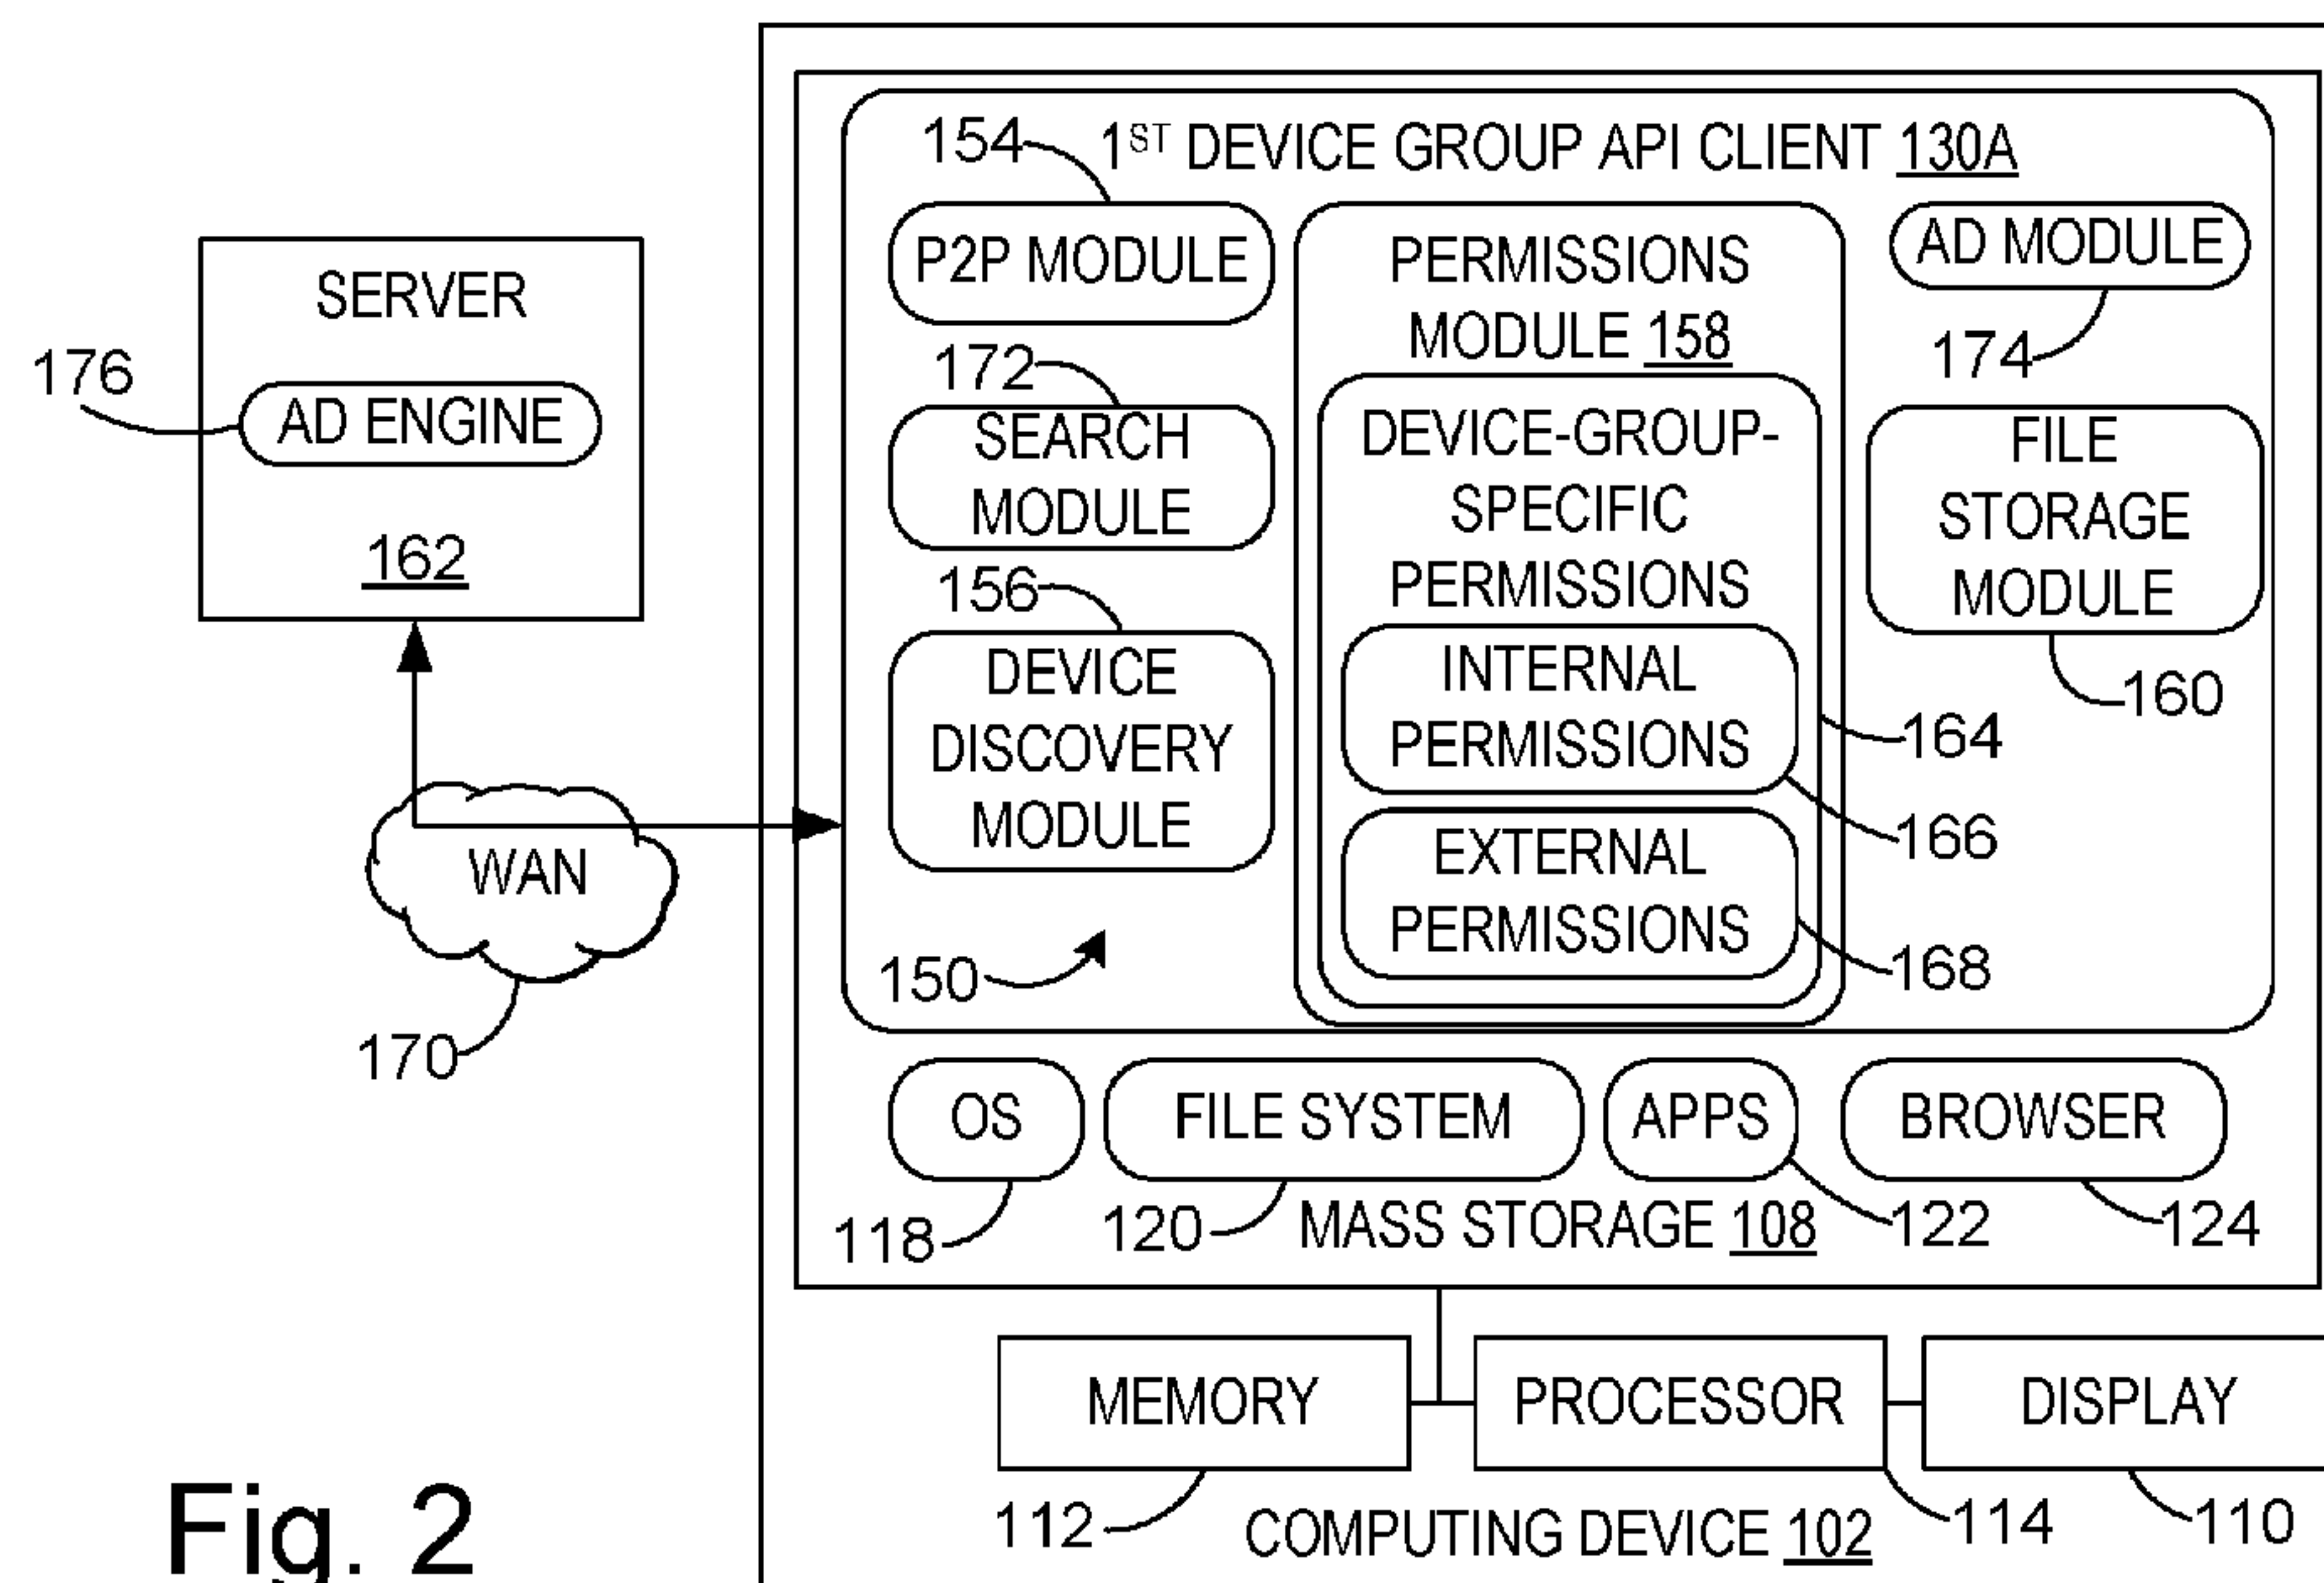 154
1ST DEVICE GROUP API CLIENT 130A
P2P MODULE
PERMISSIONS
MODULE 158
AD MODULE
174
SERVER
176
AD ENGINE
162
172
SEARCH
MODULE
DEVICE-GROUP-
SPECIFIC
PERMISSIONS
FILE
STORAGE
MODULE
160
156
DEVICE
DISCOVERY
MODULE
INTERNAL
PERMISSIONS
164
166
EXTERNAL
PERMISSIONS
168
WAN
170
150
OS
FILE SYSTEM
APPS
BROWSER
118
120
MASS STORAGE 108
122
124
MEMORY
PROCESSOR
DISPLAY
112
COMPUTING DEVICE 102
114
110
Fig. 2